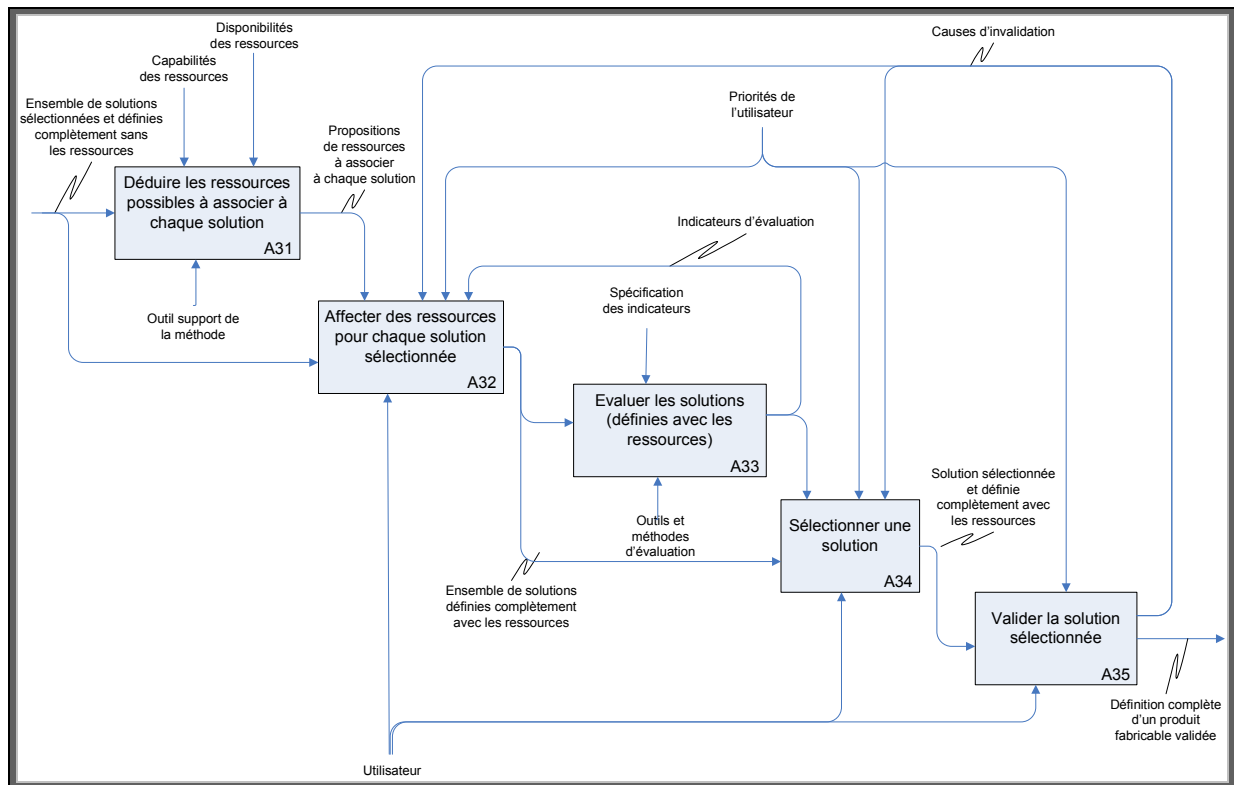 Disponibilités
des ressources
Causes d'invalidation
Capabilités
des ressources
Ensemble de solutions
sélectionnées et définies
complètement sans
les ressources
Priorités de
l'utilisateur
Propositions
de ressources
à associer
à chaque solution
Déduire les ressources
possibles à associer à
chaque solution
A31
Indicateurs d'évaluation
Spécification
des indicateurs
Outil support de
la méthode
Affecter des ressources
pour chaque solution
sélectionnée
A32
Evaluer les solutions
(définies avec les
ressources)
A33
Solution sélectionnée
et définie
complètement avec
les ressources
Outils et
méthodes
d'évaluation
Sélectionner une
solution
A34
Ensemble de solutions
définies complètement
avec les ressources
Valider la solution
sélectionnée
A35
Définition complète
d'un produit
fabricable validée
Utilisateur